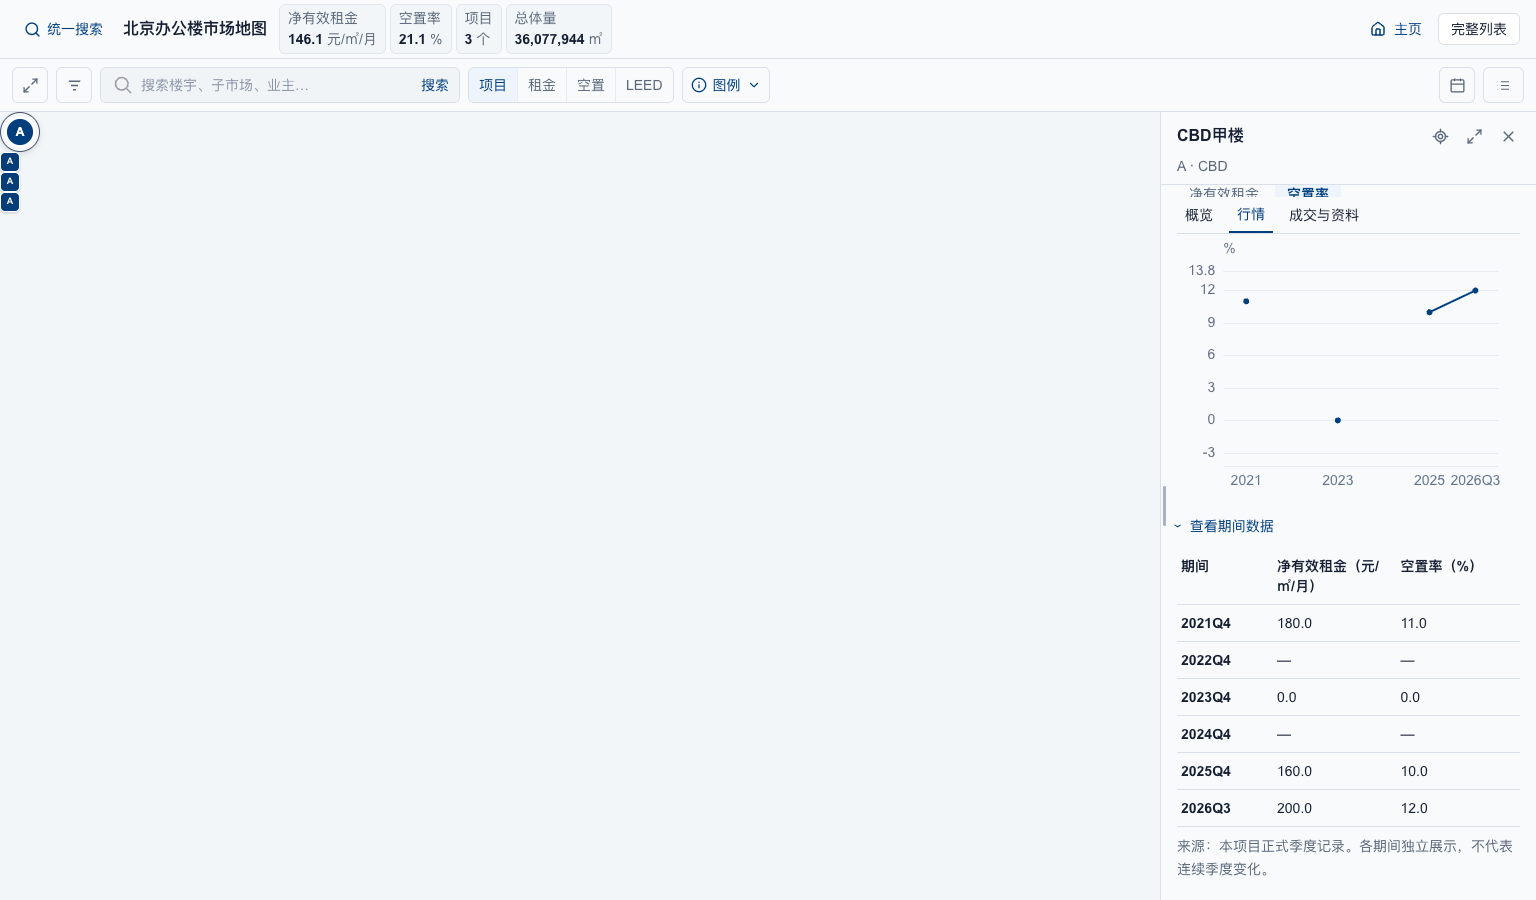 统一搜索
北京办公楼市场地图
净有效租金
146.1 元/㎡/月
空置率
21.1 %
项目
3 个
总体量
36,077,944 ㎡
主页
完整列表
搜索楼宇、子市场、业主…
搜索
项目
租金
空置
LEED
图例
A
A
A
A
CBD甲楼
A · CBD
净有效租金
空置率
概览
行情
成交与资料
%
13.8
12
9
6
3
0
-3
2021
2023
2025
2026Q3
查看期间数据
期间 净有效租金（元/㎡/月） 空置率（%）
2021Q4 180.0 11.0
2022Q4 — —
2023Q4 0.0 0.0
2024Q4 — —
2025Q4 160.0 10.0
2026Q3 200.0 12.0
来源：本项目正式季度记录。各期间独立展示，不代表
连续季度变化。